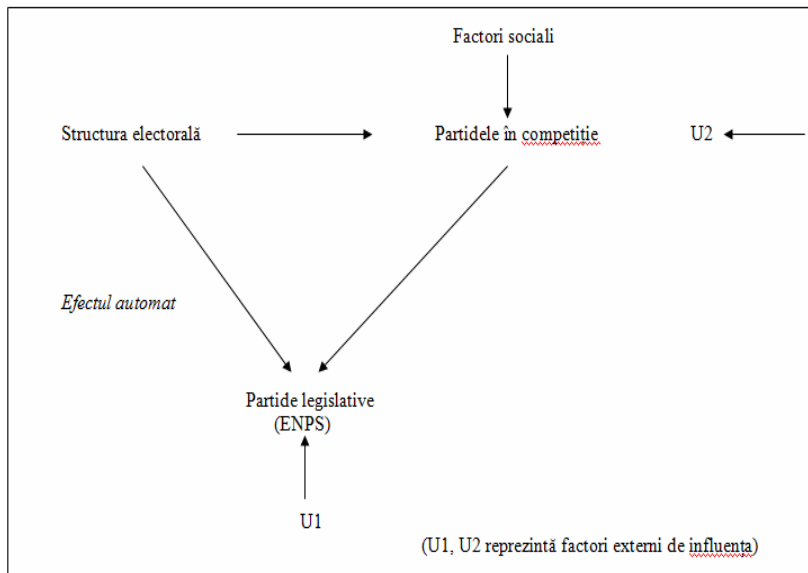 Factori sociali
Structura electorală
Partidele în competiție
U2
Efectul automat
Partide legislative
(ENPS)
U1
(U1, U2 reprezintă factori externi de influența)